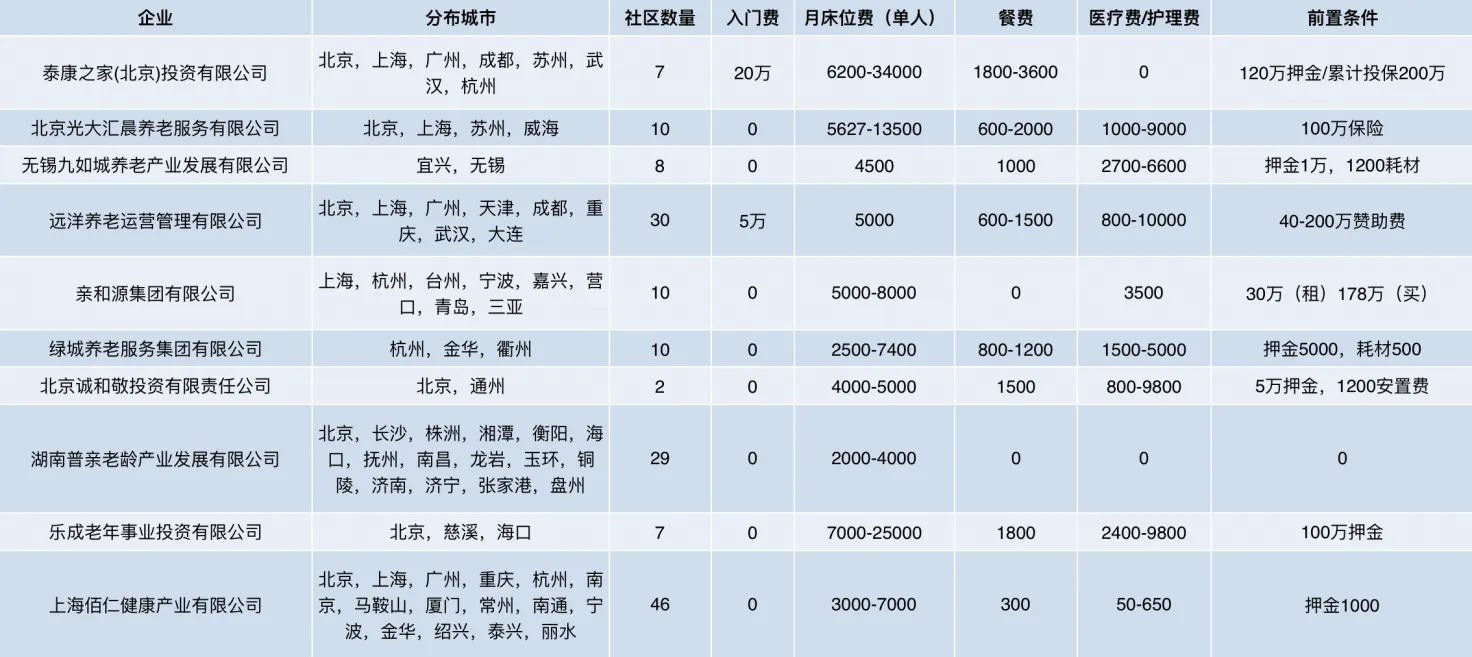 企业 分布城市 社区数量 入门费 月床位费（单人） 餐费 医疗费/护理费 前置条件
泰康之家(北京)投资有限公司 北京，上海，广州，成都，苏州，武
汉，杭州 7 20万 6200-34000 1800-3600 0 120万押金/累计投保200万
北京光大汇晨养老服务有限公司 北京，上海，苏州，威海 10 0 5627-13500 600-2000 1000-9000 100万保险
无锡九如城养老产业发展有限公司 宜兴，无锡 8 0 4500 1000 2700-6600 押金1万，1200耗材
远洋养老运营管理有限公司 北京，上海，广州，天津，成都，重
庆，武汉，大连 30 5万 5000 600-1500 800-10000 40-200万赞助费
亲和源集团有限公司 上海，杭州，台州，宁波，嘉兴，营
口，青岛，三亚 10 0 5000-8000 0 3500 30万（租）178万（买）
绿城养老服务集团有限公司 杭州，金华，衢州 10 0 2500-7400 800-1200 1500-5000 押金5000，耗材500
北京诚和敬投资有限责任公司 北京，通州 2 0 4000-5000 1500 800-9800 5万押金，1200安置费
湖南普亲老龄产业发展有限公司 北京，长沙，株洲，湘潭，衡阳，海
口，抚州，南昌，龙岩，玉环，铜
陵，济南，济宁，张家港，盘州 29 0 2000-4000 0 0 0
乐成老年事业投资有限公司 北京，慈溪，海口 7 0 7000-25000 1800 2400-9800 100万押金
上海佰仁健康产业有限公司 北京，上海，广州，重庆，杭州，南
京，马鞍山，厦门，常州，南通，宁
波，金华，绍兴，泰兴，丽水 46 0 3000-7000 300 50-650 押金1000